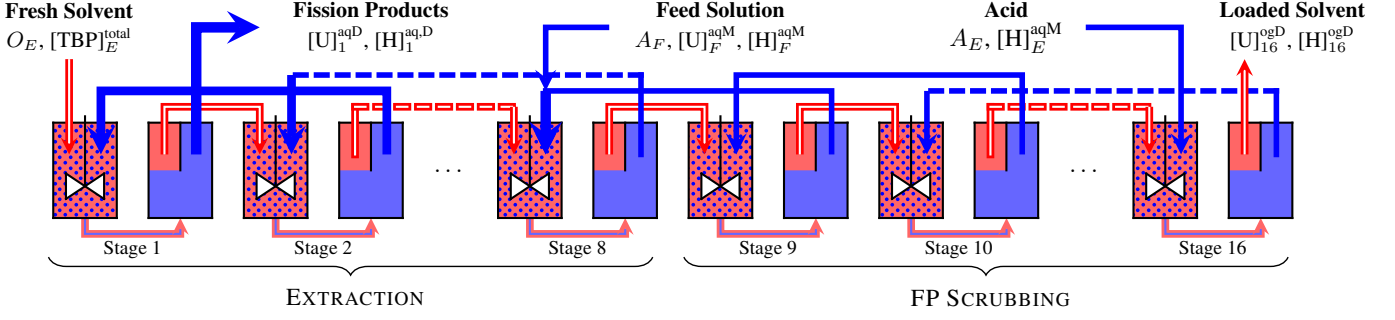 Fresh Solvent Fission Products Feed Solution Acid Loaded Solvent
O_E, [TBP]_E^total [U]_1^aqD, [H]_1^aq,D A_F, [U]_F^aqM, [H]_F^aqM A_E, [H]_E^aqM [U]_16^ogD, [H]_16^ogD
... ...
Stage 1 Stage 2 Stage 8 Stage 9 Stage 10 Stage 16
EXTRACTION FP SCRUBBING